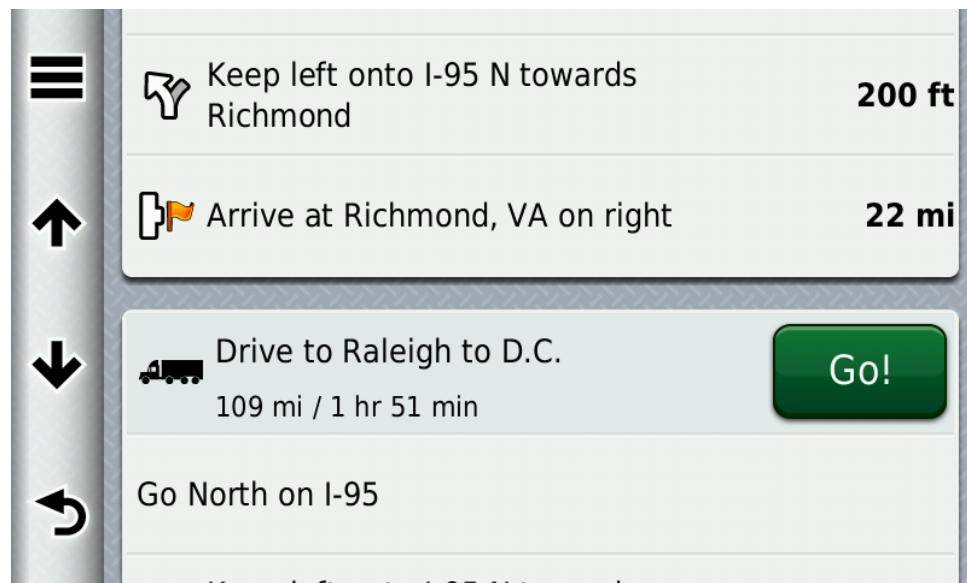 Keep left onto I-95 N towards
Richmond
200 ft
Arrive at Richmond, VA on right
22 mi
Drive to Raleigh to D.C.
Go!
109 mi / 1 hr 51 min
Go North on I-95